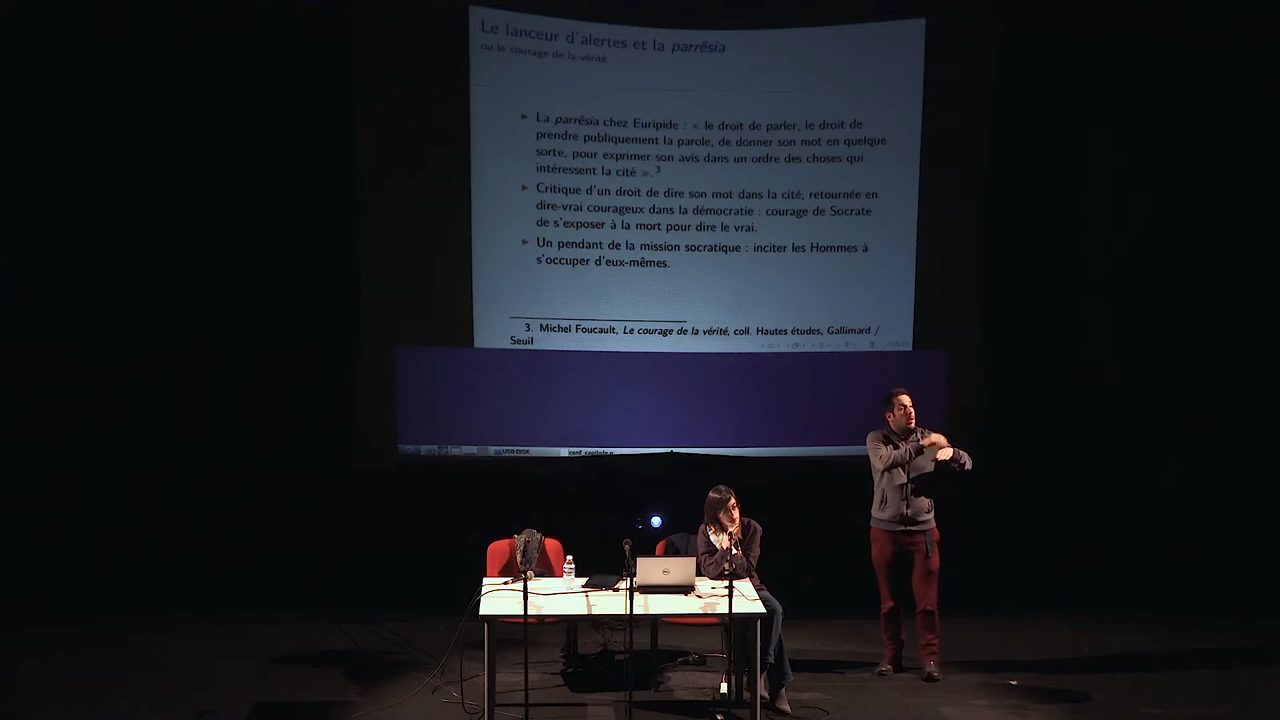 Le lanceur d'alertes et la parrêsia
ou le courage de la vérité
► La parrêsia chez Euripide : « le droit de parler, le droit de
prendre publiquement la parole, de donner son mot en quelque
sorte, pour exprimer son avis dans un ordre des choses qui
intéressent la cité ».3
► Critique d'un droit de dire son mot dans la cité, retournée en
dire-vrai courageux dans la démocratie : courage de Socrate
de s'exposer à la mort pour dire le vrai.
► Un pendant de la mission socratique : inciter les Hommes à
s'occuper d'eux-mêmes.
3. Michel Foucault, Le courage de la vérité, coll. Hautes études, Gallimard /
Seuil
USB DISK
conf_capitole.p
DELL